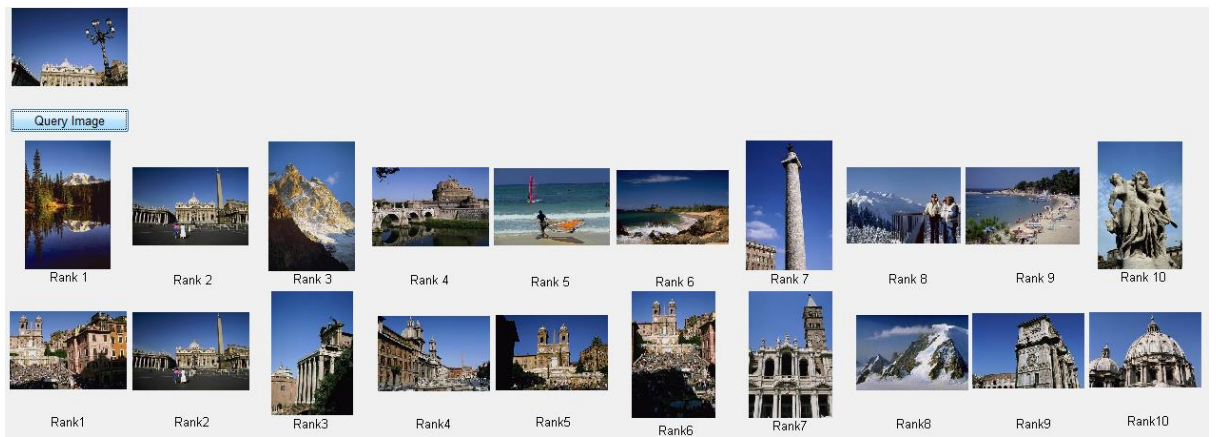 Query Image
Rank 1 Rank 2 Rank 3 Rank 4 Rank 5 Rank 6 Rank 7 Rank 8 Rank 9 Rank 10
Rank1 Rank2 Rank3 Rank4 Rank5 Rank6 Rank7 Rank8 Rank9 Rank10